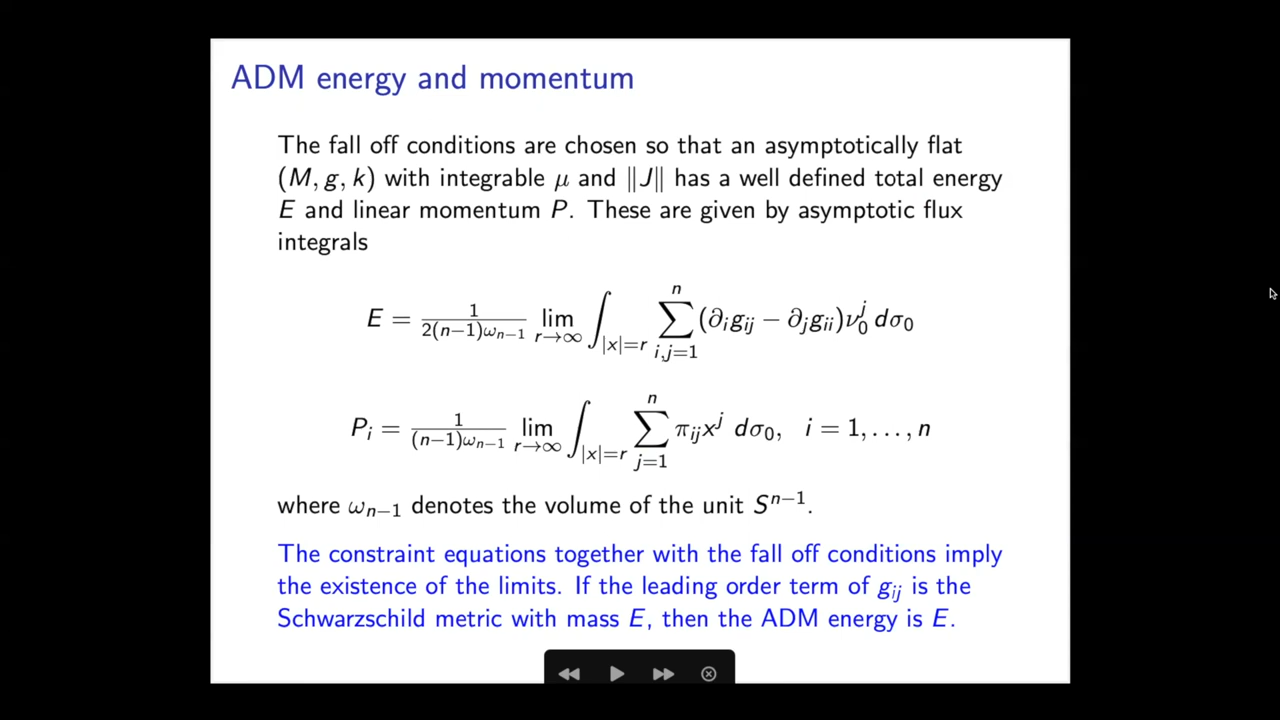 ADM energy and momentum
The fall off conditions are chosen so that an asymptotically flat
(M, g, k) with integrable μ and ‖J‖ has a well defined total energy
E and linear momentum P. These are given by asymptotic flux
integrals
E = \frac{1}{2(n−1)ω_{n−1}} \lim_{r→∞} ∫_{|x|=r} \sum_{i,j=1}^{n} (∂_i g_{ij} − ∂_j g_{ii}) ν_0^j dσ_0
P_i = \frac{1}{(n−1)ω_{n−1}} \lim_{r→∞} ∫_{|x|=r} \sum_{j=1}^{n} π_{ij} x^j dσ_0, i = 1, . . . , n
where ω_{n−1} denotes the volume of the unit S^{n−1}.
The constraint equations together with the fall off conditions imply
the existence of the limits. If the leading order term of g_{ij} is the
Schwarzschild metric with mass E, then the ADM energy is E.